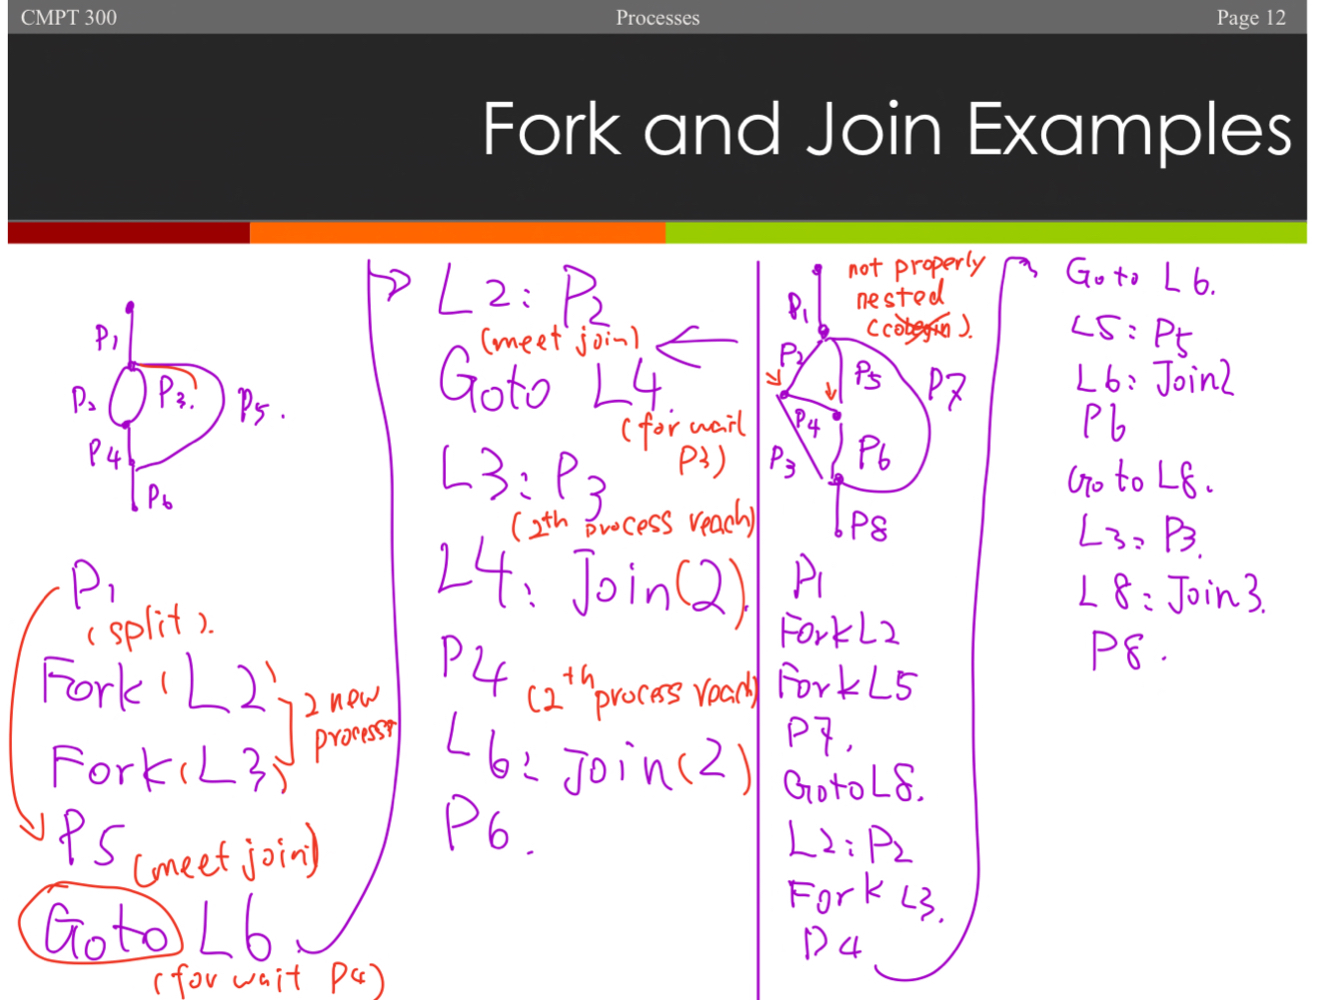 CMPT 300
Processes
Page 12
Fork and Join Examples
P1
P2
P3.
P5.
P4
P6
P1
(split).
Fork(L2)
Fork(L3)
2 new
process
P5 (meet join)
Goto L6.
(for wait P4)
L2: P2
(meet join)
Goto L4
(for wait
P3)
L3: P3
(2th process reach)
L4: Join(2).
P4
(2th process reach)
L6: Join(2)
P6.
not properly
nested
(cobegin).
P1
P2
P5
P7
P4
P3
P6
P8
P1
Fork L2
Fork L5
P7.
Goto L8.
L2: P2
Fork L3.
P4
Goto L6.
L5: P5
L6: Join2
P6
Goto L8.
L3: P3.
L8: Join3.
P8.